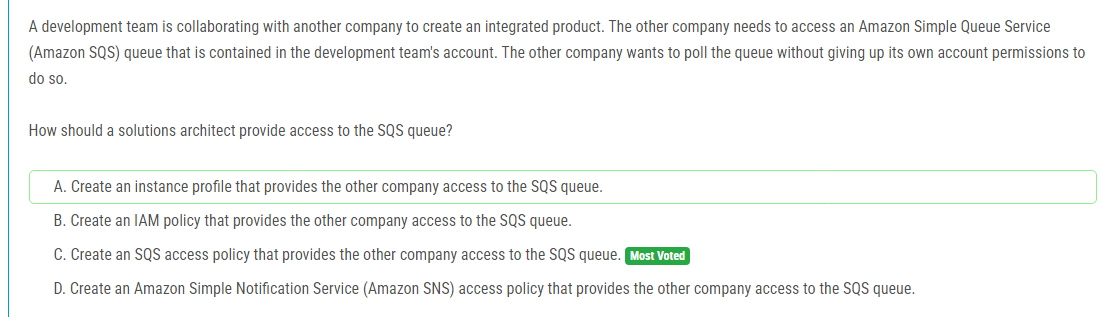 A development team is collaborating with another company to create an integrated product. The other company needs to access an Amazon Simple Queue Service
(Amazon SQS) queue that is contained in the development team's account. The other company wants to poll the queue without giving up its own account permissions to
do so.
How should a solutions architect provide access to the SQS queue?
A. Create an instance profile that provides the other company access to the SQS queue.
B. Create an IAM policy that provides the other company access to the SQS queue.
C. Create an SQS access policy that provides the other company access to the SQS queue. Most Voted
D. Create an Amazon Simple Notification Service (Amazon SNS) access policy that provides the other company access to the SQS queue.